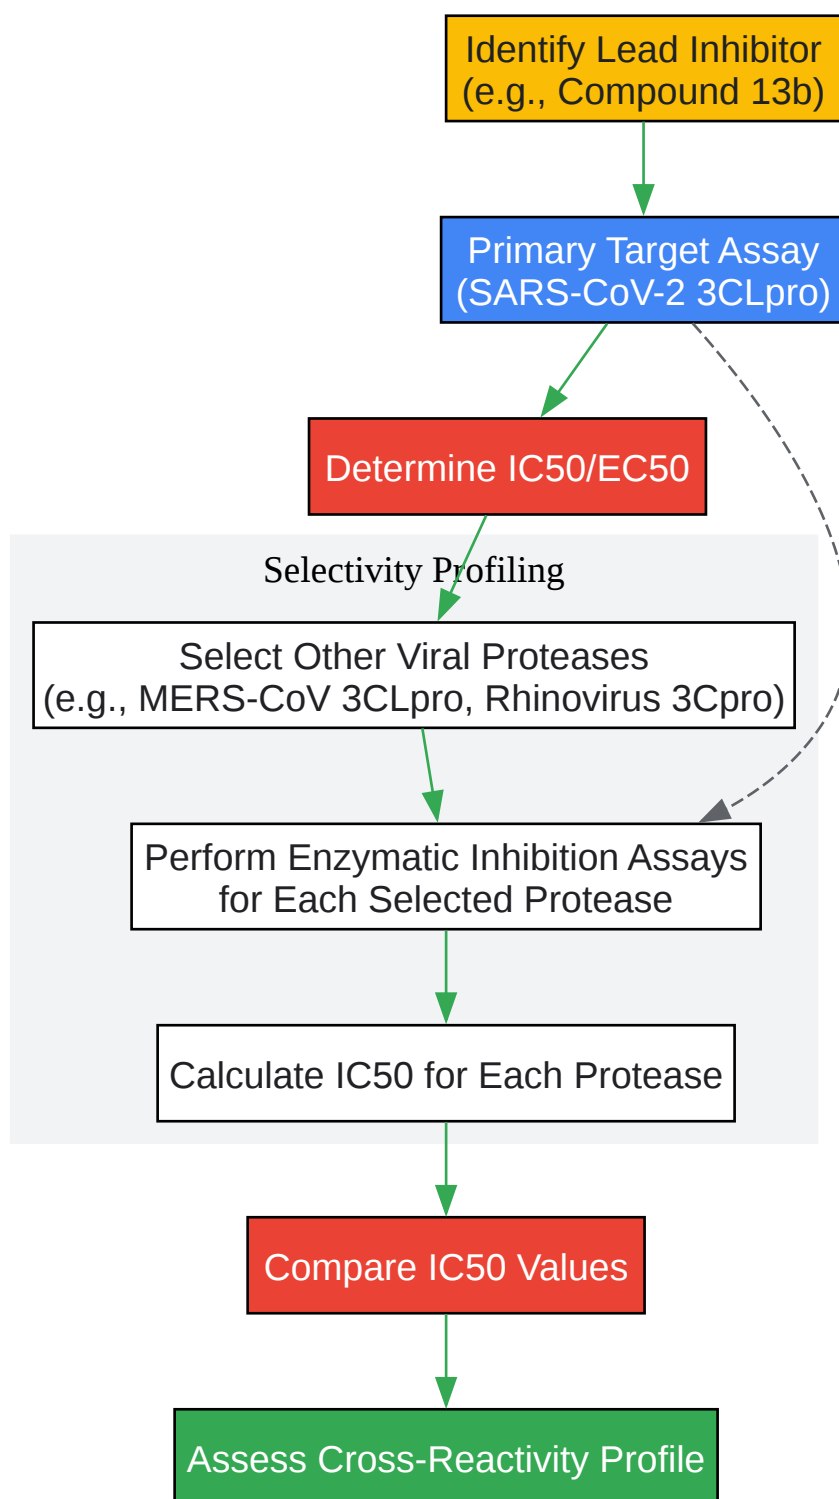 Identify Lead Inhibitor
(e.g., Compound 13b)
Primary Target Assay
(SARS-CoV-2 3CLpro)
Determine IC50/EC50
Selectivity Profiling
Select Other Viral Proteases
(e.g., MERS-CoV 3CLpro, Rhinovirus 3Cpro)
Perform Enzymatic Inhibition Assays
for Each Selected Protease
Calculate IC50 for Each Protease
Compare IC50 Values
Assess Cross-Reactivity Profile